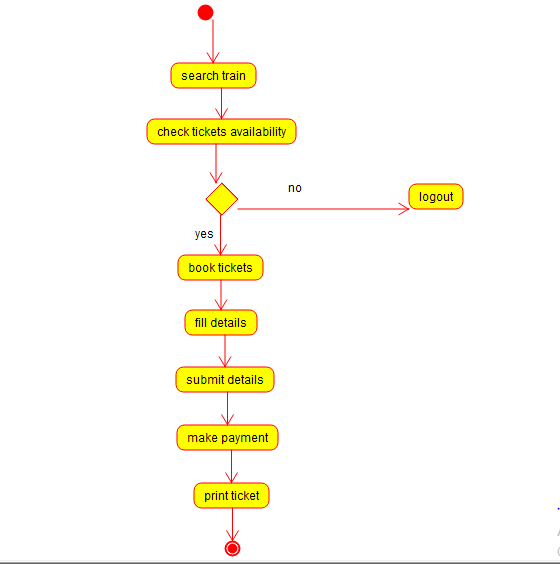 search train
check tickets availability
no
logout
yes
book tickets
fill details
submit details
make payment
print ticket